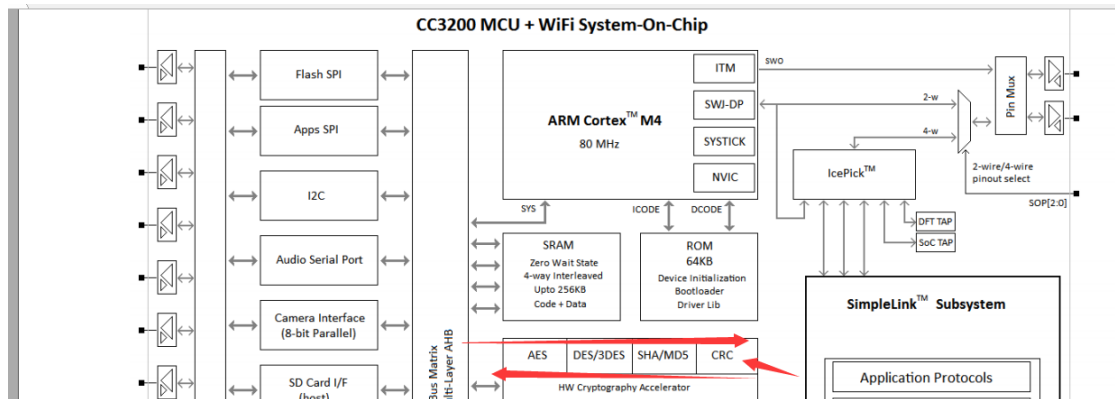 CC3200 MCU + WiFi System-On-Chip
Flash SPI
Apps SPI
I2C
Audio Serial Port
Camera Interface
(8-bit Parallel)
SD Card I/F
(host)
Bus Matrix
ulti-Layer AHB
ARM Cortex™ M4
80 MHz
ITM
SWJ-DP
SYSTICK
NVIC
SWO
2-w
4-w
Pin Mux
2-wire/4-wire
pinout select
SOP[2:0]
IcePick™
DFT TAP
SoC TAP
SYS
ICODE
DCODE
SRAM
Zero Wait State
4-way Interleaved
Upto 256KB
Code + Data
ROM
64KB
Device Initialization
Bootloader
Driver Lib
AES
DES/3DES
SHA/MD5
CRC
HW Cryptography Accelerator
SimpleLink™ Subsystem
Application Protocols